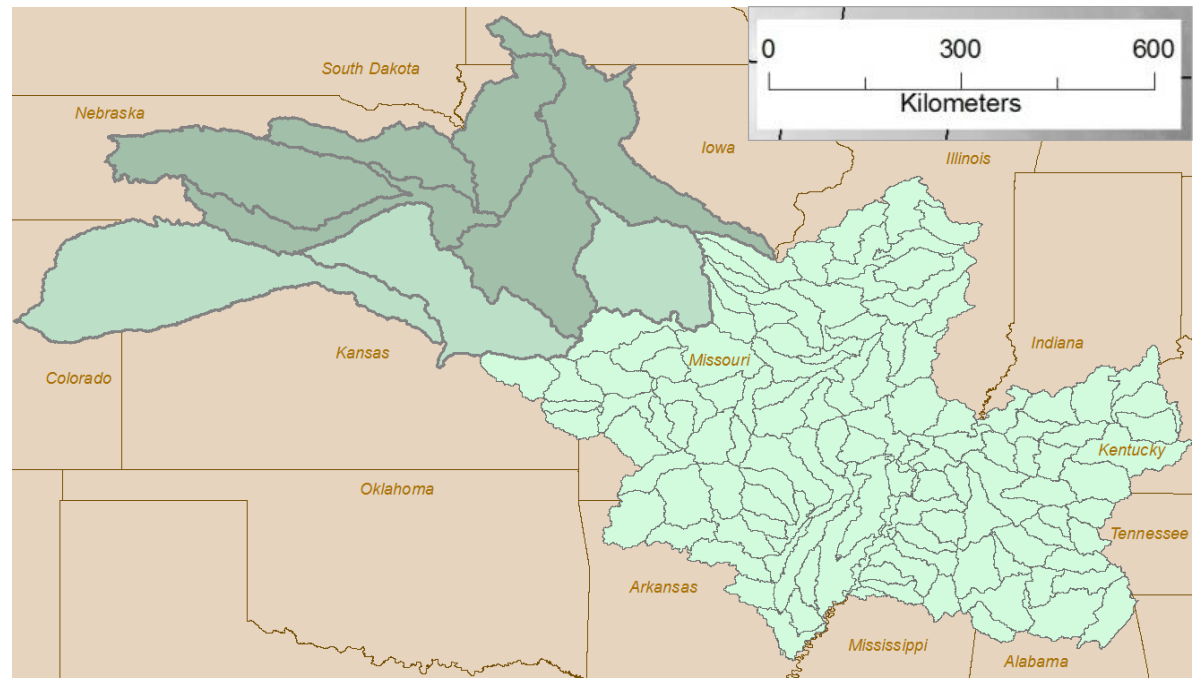 0 300 600
South Dakota
Kilometers
Nebraska
Iowa
Illinois
Indiana
Kansas
Missouri
Colorado
Kentucky
Oklahoma
Tennessee
Arkansas
Mississippi
Alabama